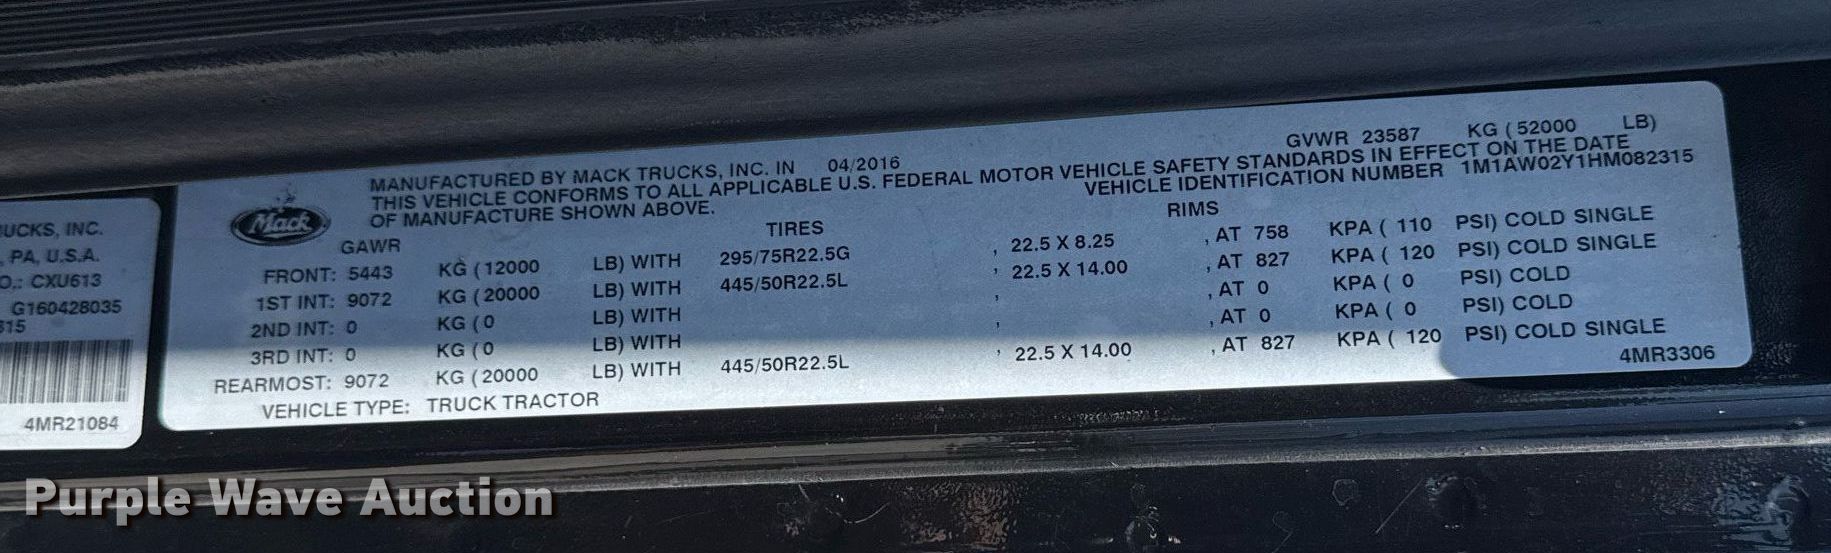 UCKS, INC.
, PA, U.S.A.
O.: CXU613
G160428035
315
4MR21084
Mack
GVWR 23587 KG ( 52000 LB)
MANUFACTURED BY MACK TRUCKS, INC. IN 04/2016
THIS VEHICLE CONFORMS TO ALL APPLICABLE U.S. FEDERAL MOTOR VEHICLE SAFETY STANDARDS IN EFFECT ON THE DATE
OF MANUFACTURE SHOWN ABOVE. VEHICLE IDENTIFICATION NUMBER 1M1AW02Y1HM082315
GAWR TIRES RIMS
FRONT: 5443 KG ( 12000 LB) WITH 295/75R22.5G , 22.5 X 8.25 , AT 758 KPA ( 110 PSI) COLD SINGLE
1ST INT: 9072 KG ( 20000 LB) WITH 445/50R22.5L , 22.5 X 14.00 , AT 827 KPA ( 120 PSI) COLD SINGLE
2ND INT: 0 KG ( 0 LB) WITH , , AT 0 KPA ( 0 PSI) COLD
3RD INT: 0 KG ( 0 LB) WITH , , AT 0 KPA ( 0 PSI) COLD
REARMOST: 9072 KG ( 20000 LB) WITH 445/50R22.5L , 22.5 X 14.00 , AT 827 KPA ( 120 PSI) COLD SINGLE
VEHICLE TYPE: TRUCK TRACTOR 4MR3306
Purple Wave Auction